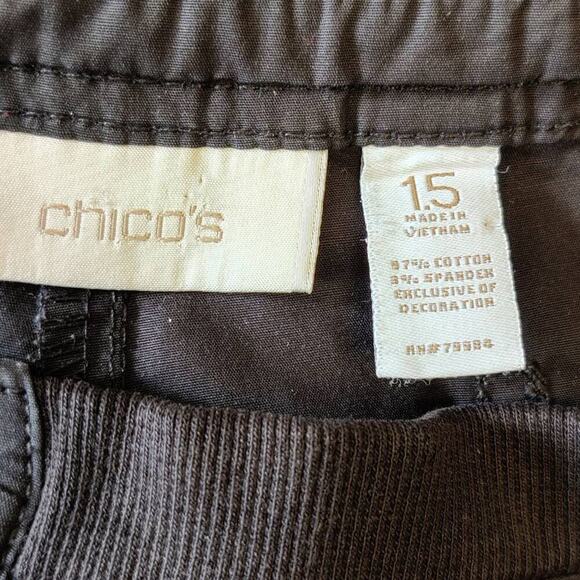 chico's
1.5
MADE IN
VIETNAM
97% COTTON
3% SPANDEX
EXCLUSIVE OF
DECORATION
RN#79984